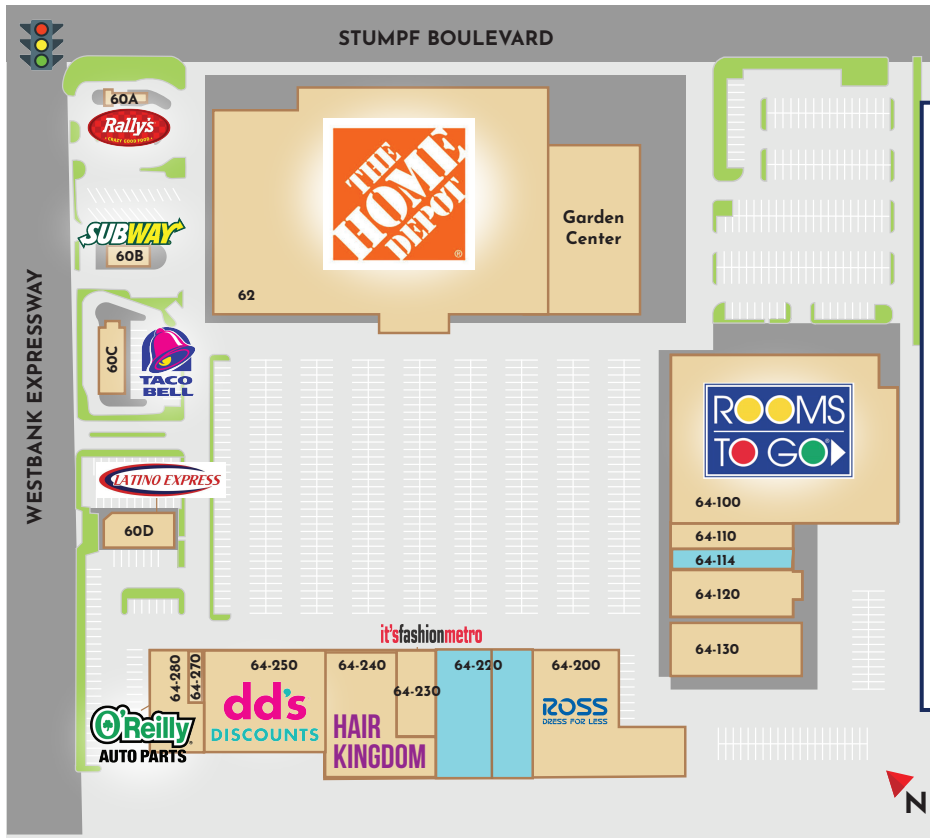 STUMPF BOULEVARD
60A
Rally's
CRAZY GOOD FOOD
SUBWAY
60B
THE
HOME
DEPOT
®
Garden
Center
62
WESTBANK EXPRESSWAY
60C
TACO
BELL
LATINO EXPRESS
60D
ROOMS
TO GO
64-100
64-110
64-114
64-120
64-130
it'sfashionmetro
64-280
64-270
64-250
64-240
64-230
64-220
64-200
O'Reilly
AUTO PARTS
dd's
DISCOUNTS
HAIR
KINGDOM
ROSS
DRESS FOR LESS
N